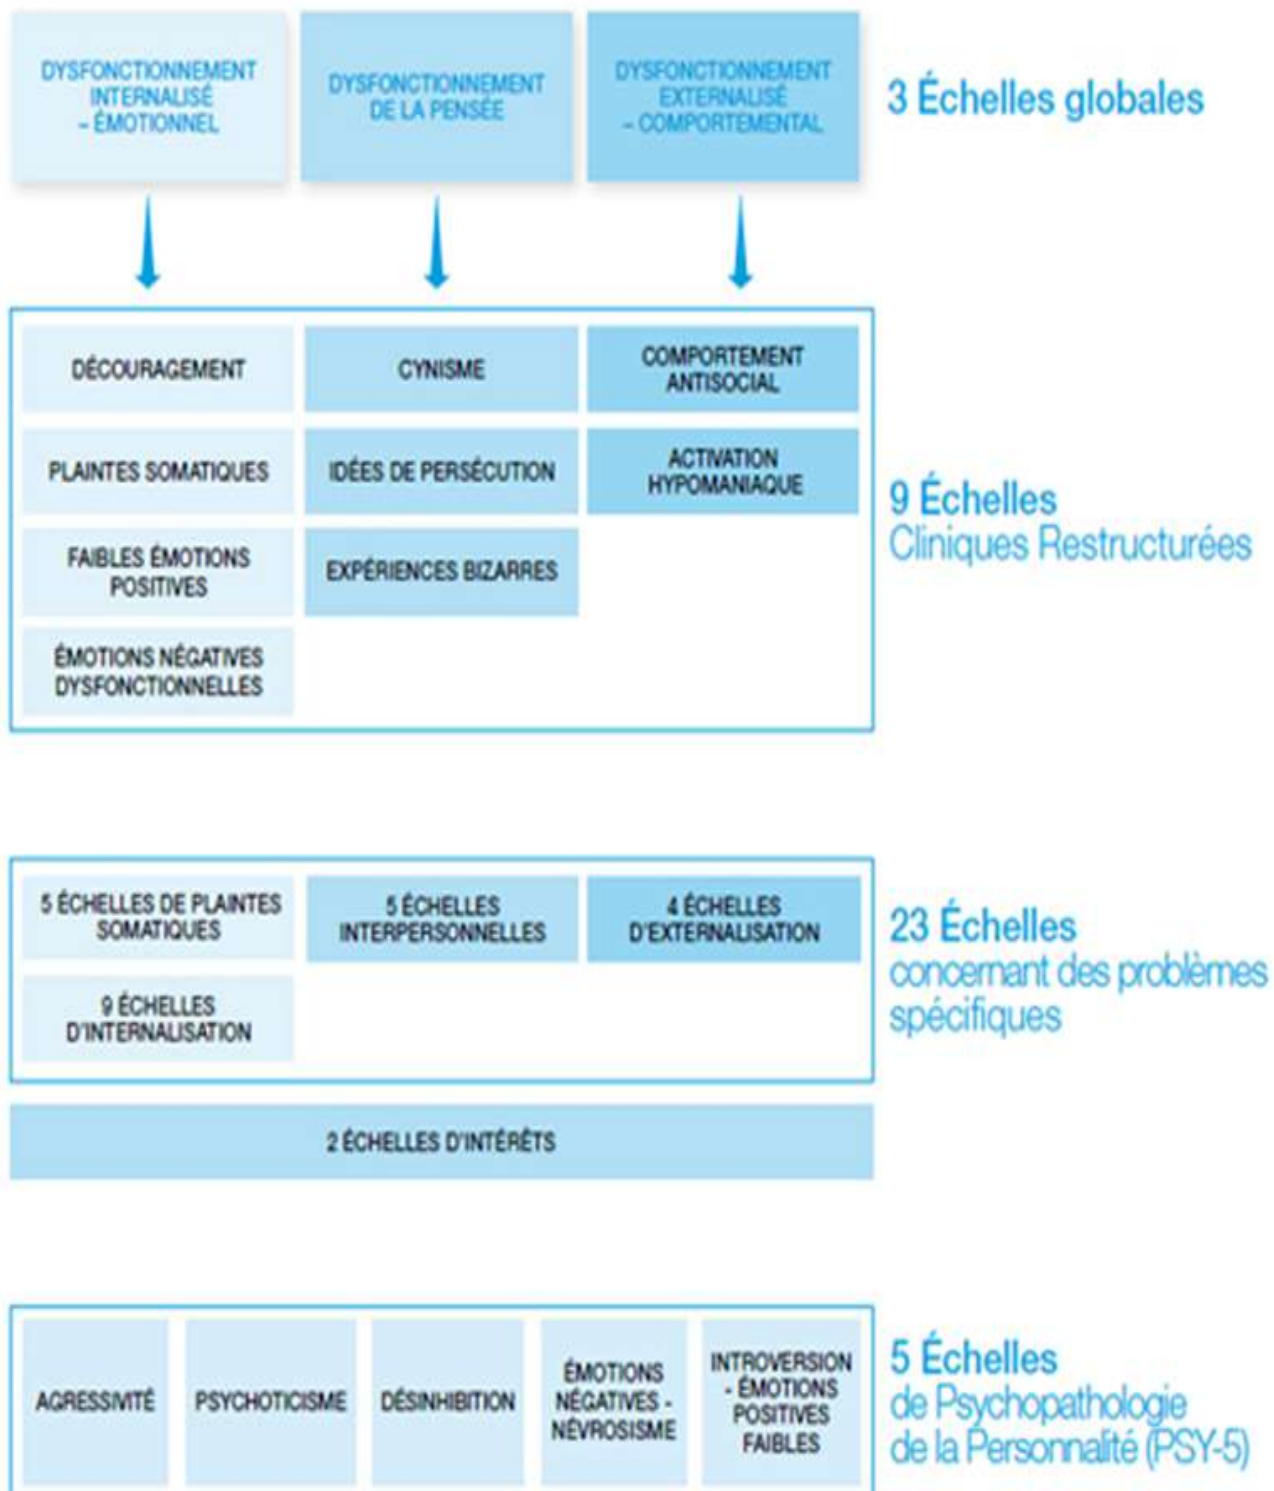 DYSFONCTIONNEMENT
INTERNALISÉ
– ÉMOTIONNEL
DYSFONCTIONNEMENT
DE LA PENSÉE
DYSFONCTIONNEMENT
EXTERNALISÉ
– COMPORTEMENTAL
3 Échelles globales
DÉCOURAGEMENT
CYNISME
COMPORTEMENT
ANTISOCIAL
PLAINTES SOMATIQUES
IDÉES DE PERSÉCUTION
ACTIVATION
HYPOMANIAQUE
FAIBLES ÉMOTIONS
POSITIVES
EXPÉRIENCES BIZARRES
ÉMOTIONS NÉGATIVES
DYSFONCTIONNELLES
9 Échelles
Cliniques Restructurées
5 ÉCHELLES DE PLAINTES
SOMATIQUES
5 ÉCHELLES
INTERPERSONNELLES
4 ÉCHELLES
D'EXTERNALISATION
9 ÉCHELLES
D'INTERNALISATION
23 Échelles
concernant des problèmes
spécifiques
2 ÉCHELLES D'INTÉRÊTS
AGRESSIVITÉ
PSYCHOTICISME
DÉSINHIBITION
ÉMOTIONS
NÉGATIVES -
NÉVROSISME
INTROVERSION
- ÉMOTIONS
POSITIVES
FAIBLES
5 Échelles
de Psychopathologie
de la Personnalité (PSY-5)